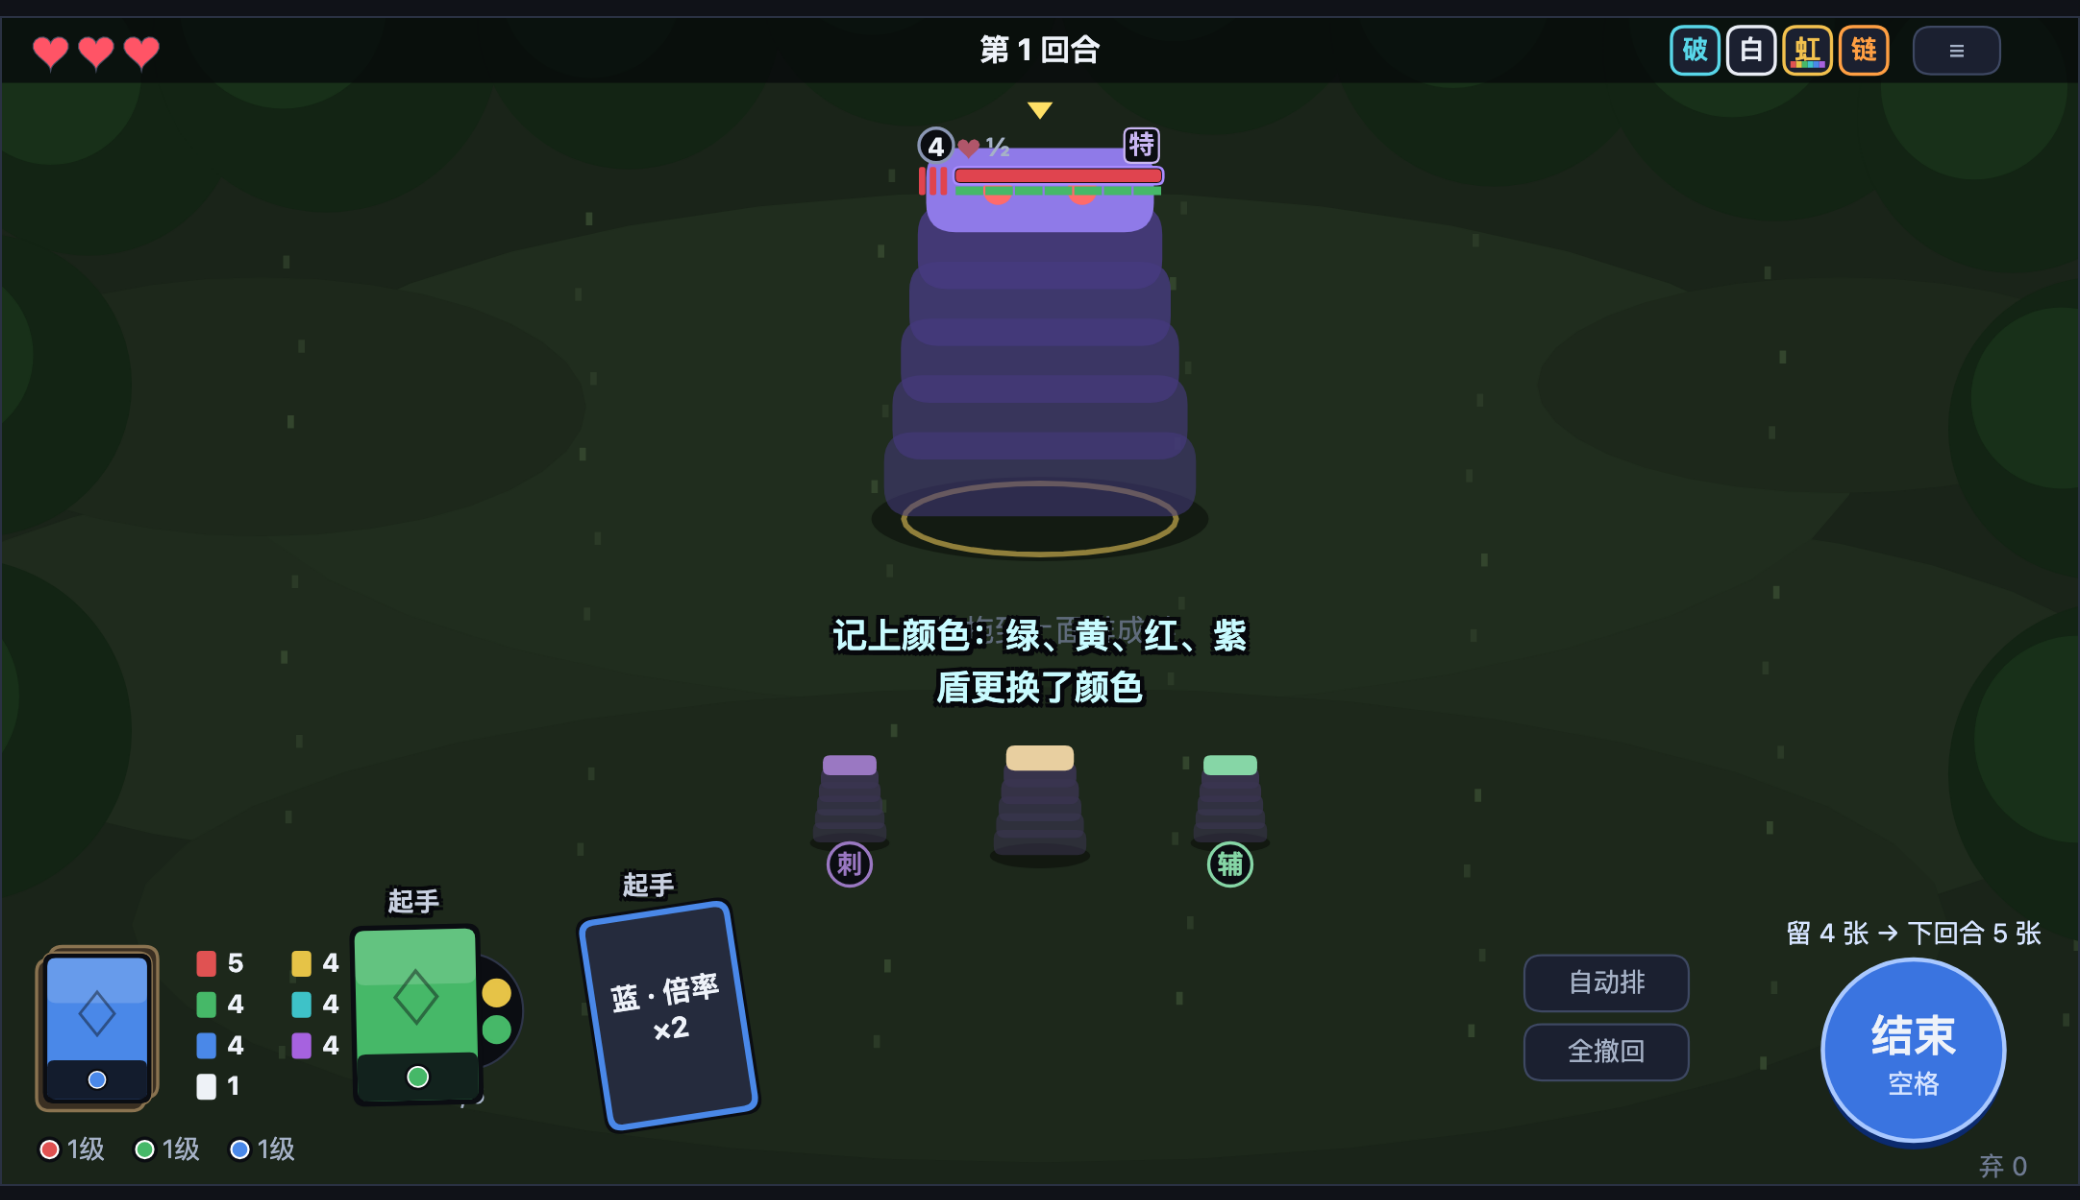 第 1 回合
破 白 虹 链
≡
4 ½ 特
记上颜色：绿、黄、红、紫
盾更换了颜色
刺 辅
起手
起手
蓝 · 倍率
×2
5 4
4 4
4 4
1
1级 1级 1级
自动排
全撤回
留 4 张 → 下回合 5 张
结束
空格
弃 0